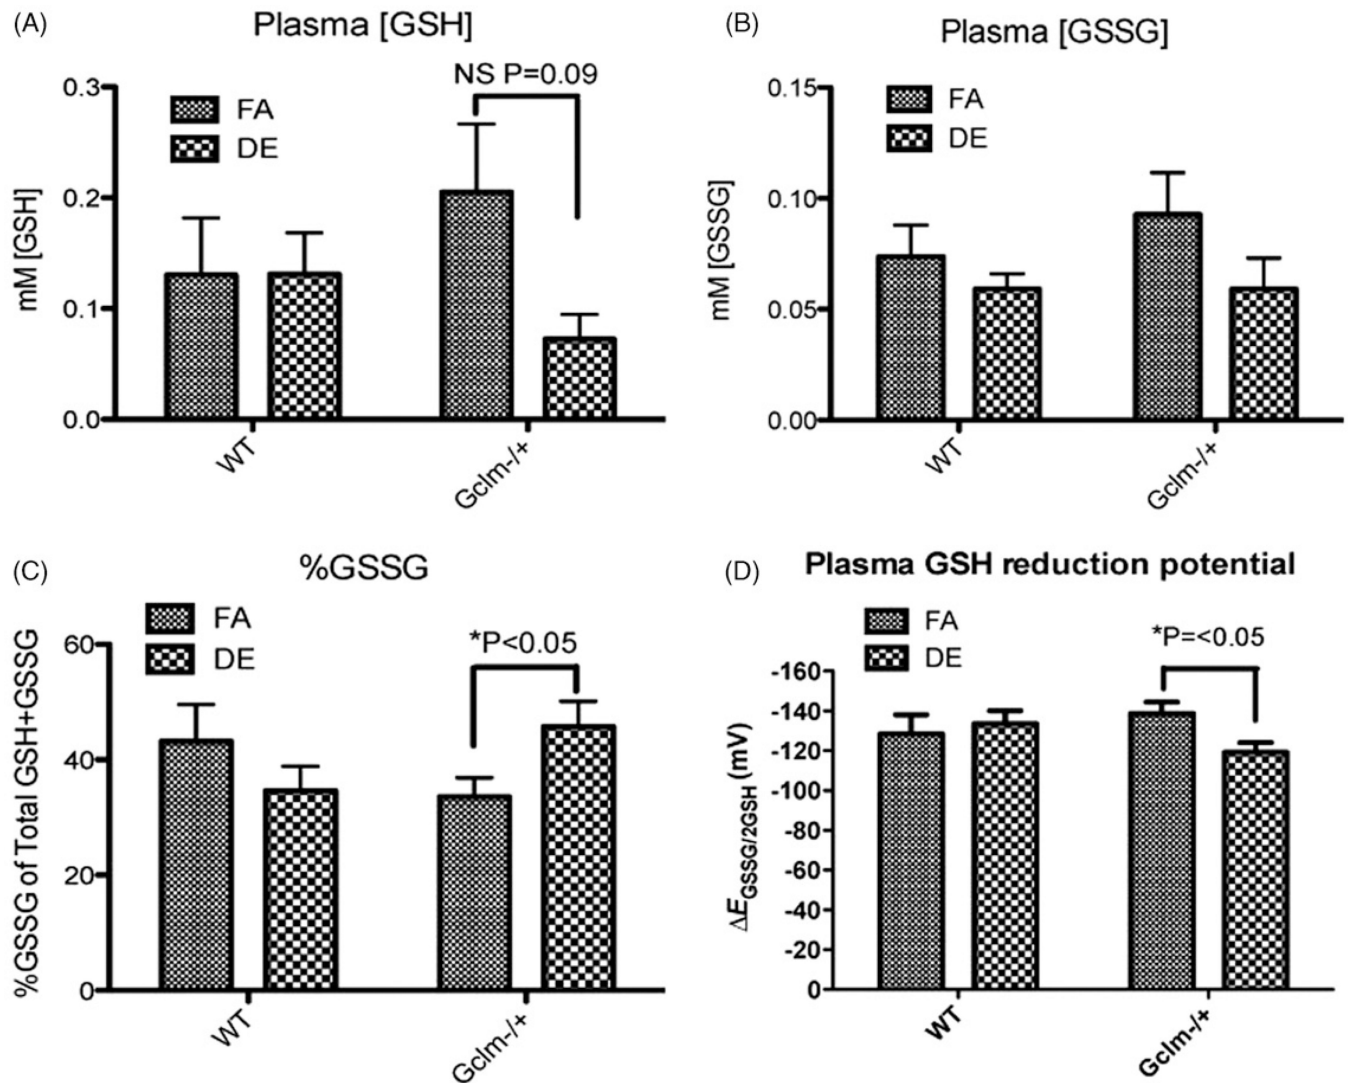 (A)
Plasma [GSH]
NS P=0.09
FA
DE
mM [GSH]
0.3
0.2
0.1
0.0
WT
Gclm-/+
(B)
Plasma [GSSG]
FA
DE
mM [GSSG]
0.15
0.10
0.05
0.00
WT
Gclm-/+
(C)
%GSSG
FA
DE
*P<0.05
%GSSG of Total GSH+GSSG
60
40
20
0
WT
Gclm-/+
(D)
Plasma GSH reduction potential
FA
DE
*P=<0.05
ΔE GSSG/2GSH (mV)
-160
-140
-120
-100
-80
-60
-40
-20
0
WT
Gclm-/+